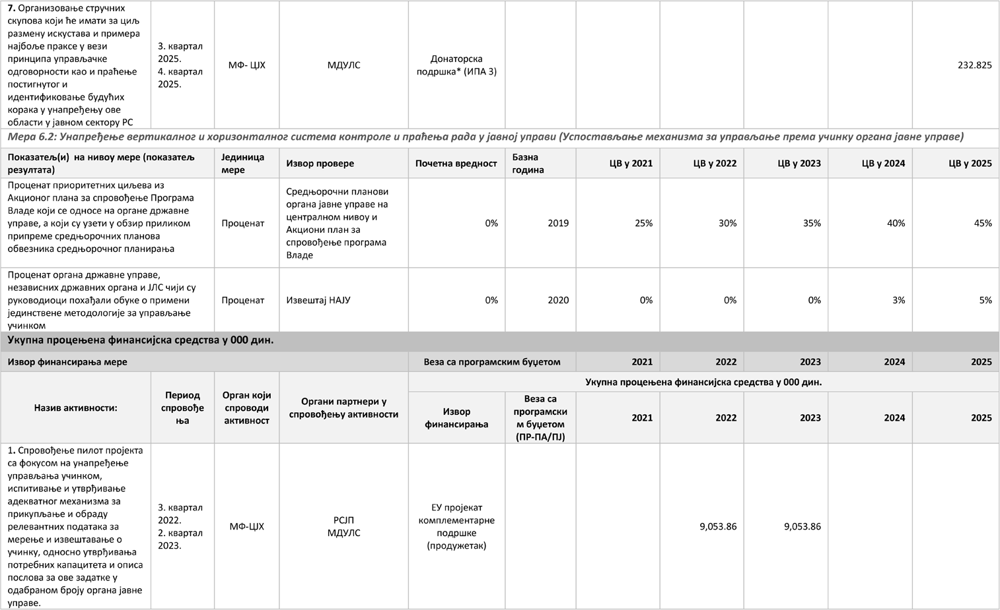 7. Организовање стручних
скупова који ће имати за циљ
размену искустава и примера
најбоље праксе у вези
принципа управљачке
одговорности као и праћење
постигнутог и
идентификовање будућих
корака у унапређењу ове
области у јавном сектору РС
3. квартал
2025.
4. квартал
2025.
МФ- ЦЈХ
МДУЛС
Донаторска
подршка* (ИПА 3)
232.825
Мера 6.2: Унапређење вертикалног и хоризонталног система контроле и праћења рада у јавној управи (Успостављање механизма за управљање према учинку органа јавне управе)
Показатељ(и) на нивоу мере (показатељ
резултата)
Јединица
мере
Извор провере
Почетна вредност
Базна
година
ЦВ у 2021
ЦВ у 2022
ЦВ у 2023
ЦВ у 2024
ЦВ у 2025
Проценат приоритетних циљева из
Акционог плана за спровођење Програма
Владе који се односе на органе државне
управе, а који су узети у обзир приликом
припреме средњорочних планова
обвезника средњорочног планирања
Проценат
Средњорочни планови
органа јавне управе на
централном нивоу и
Акциони план за
спровођење програма
Владе
0%
2019
25%
30%
35%
40%
45%
Проценат органа државне управе,
независних државних органа и ЈЛС чији су
руководиоци похађали обуке о примени
јединствене методологије за управљање
учинком
Проценат
Извештај НАЈУ
0%
2020
0%
0%
0%
3%
5%
Укупна процењена финансијска средства у 000 дин.
Извор финансирања мере
Веза са програмским буџетом
2021
2022
2023
2024
2025
Назив активности:
Период
спровође
ња
Орган који
спроводи
активност
Органи партнери у
спровођењу активности
Укупна процењена финансијска средства у 000 дин.
Извор
финансирања
Веза са
програмски
м буџетом
(ПР-ПА/ПЈ)
2021
2022
2023
2024
2025
1. Спровођење пилот пројекта
са фокусом на унапређење
управљања учинком,
испитивање и утврђивање
адекватног механизма за
прикупљање и обраду
релевантних података за
мерење и извештавање о
учинку, односно утврђивања
потребних капацитета и описа
послова за ове задатке у
одабраном броју органа јавне
управе.
3. квартал
2022.
2. квартал
2023.
МФ-ЦЈХ
РСЈП
МДУЛС
ЕУ пројекат
комплементарне
подршке
(продужетак)
9,053.86
9,053.86